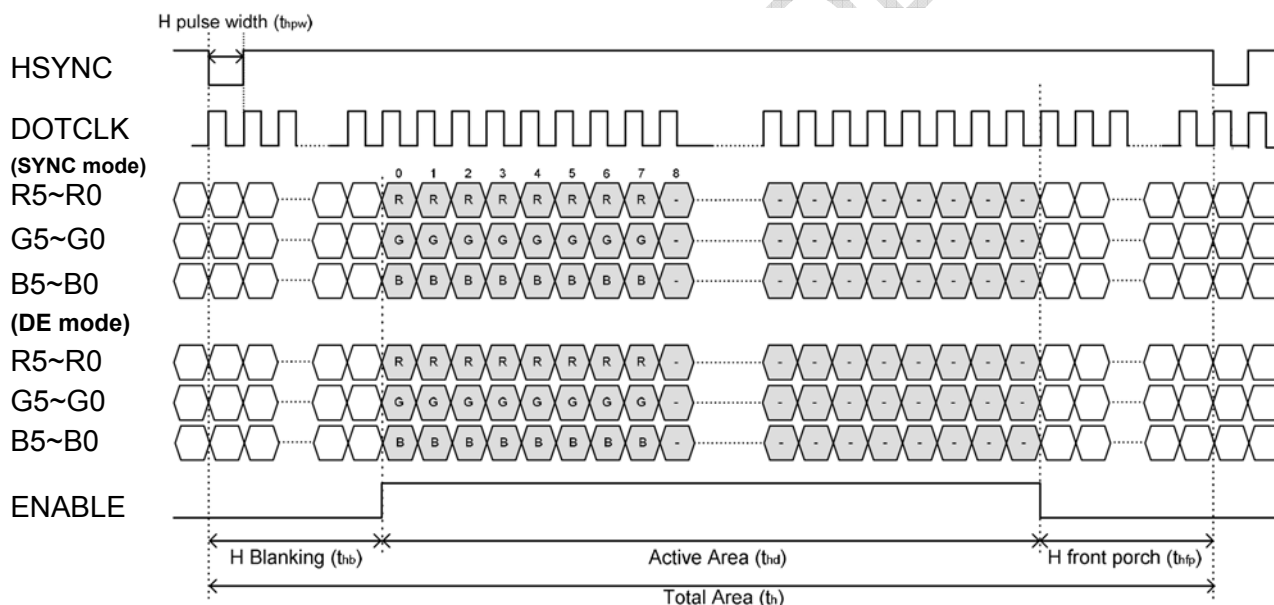 H pulse width (thpw)
HSYNC
DOTCLK
(SYNC mode)
0 1 2 3 4 5 6 7 8
R5~R0 R R R R R R R R - - - - - - - - -
G5~G0 G G G G G G G G - - - - - - - - -
B5~B0 B B B B B B B B - - - - - - - - -
(DE mode)
R5~R0 R R R R R R R R - - - - - - - - -
G5~G0 G G G G G G G G - - - - - - - - -
B5~B0 B B B B B B B B - - - - - - - - -
ENABLE
H Blanking (thb) Active Area (thd) H front porch (thfp)
Total Area (th)